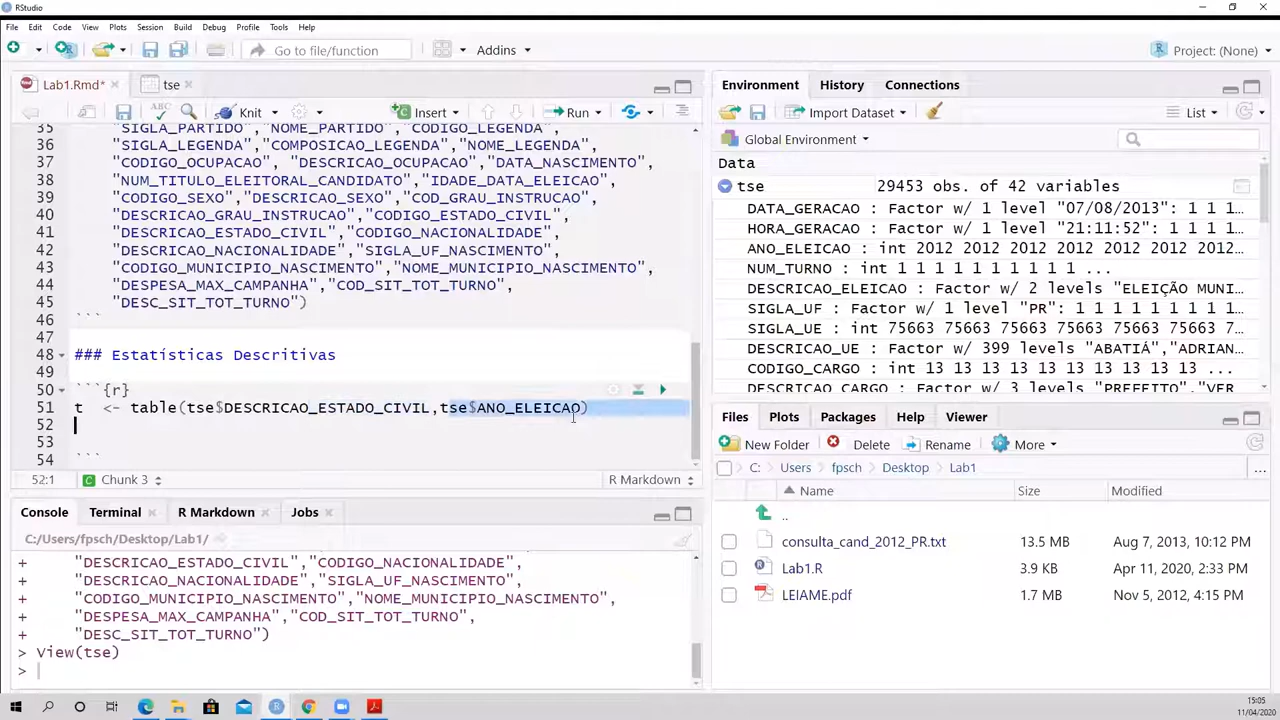 RStudio
File Edit Code View Plots Session Build Debug Profile Tools Help
Go to file/function Addins Project: (None)
Lab1.Rmd* tse
Knit Insert Run
35 "SIGLA_PARTIDO","NOME_PARTIDO","CODIGO_LEGENDA",
36 "SIGLA_LEGENDA","COMPOSICAO_LEGENDA","NOME_LEGENDA",
37 "CODIGO_OCUPACAO", "DESCRICAO_OCUPACAO","DATA_NASCIMENTO",
38 "NUM_TITULO_ELEITORAL_CANDIDATO","IDADE_DATA_ELEICAO",
39 "CODIGO_SEXO","DESCRICAO_SEXO","COD_GRAU_INSTRUCAO",
40 "DESCRICAO_GRAU_INSTRUCAO","CODIGO_ESTADO_CIVIL",
41 "DESCRICAO_ESTADO_CIVIL","CODIGO_NACIONALIDADE",
42 "DESCRICAO_NACIONALIDADE","SIGLA_UF_NASCIMENTO",
43 "CODIGO_MUNICIPIO_NASCIMENTO","NOME_MUNICIPIO_NASCIMENTO",
44 "DESPESA_MAX_CAMPANHA","COD_SIT_TOT_TURNO",
45 "DESC_SIT_TOT_TURNO")
46 ```
47
48 ### Estatísticas Descritivas
49
50 ```{r}
51 t <- table(tse$DESCRICAO_ESTADO_CIVIL,tse$ANO_ELEICAO)
52
53
54 ```
52:1 Chunk 3 R Markdown
Console Terminal R Markdown Jobs
C:/Users/fpsch/Desktop/Lab1/
+ "DESCRICAO_ESTADO_CIVIL","CODIGO_NACIONALIDADE",
+ "DESCRICAO_NACIONALIDADE","SIGLA_UF_NASCIMENTO",
+ "CODIGO_MUNICIPIO_NASCIMENTO","NOME_MUNICIPIO_NASCIMENTO",
+ "DESPESA_MAX_CAMPANHA","COD_SIT_TOT_TURNO",
+ "DESC_SIT_TOT_TURNO")
> View(tse)
>
Environment History Connections
Import Dataset List
Global Environment
Data
tse 29453 obs. of 42 variables
DATA_GERACAO : Factor w/ 1 level "07/08/2013": 1 1 1…
HORA_GERACAO : Factor w/ 1 level "21:11:52": 1 1 1 1…
ANO_ELEICAO : int 2012 2012 2012 2012 2012 2012 2012…
NUM_TURNO : int 1 1 1 1 1 1 1 1 1 ...
DESCRICAO_ELEICAO : Factor w/ 2 levels "ELEIÇÃO MUNI…
SIGLA_UF : Factor w/ 1 level "PR": 1 1 1 1 1 1 1 1 1…
SIGLA_UE : int 75663 75663 75663 75663 75663 75663 7…
DESCRICAO_UE : Factor w/ 399 levels "ABATIÁ","ADRIAN…
CODIGO_CARGO : int 13 13 13 13 13 13 13 13 13 13 ...
DESCRICAO_CARGO : Factor w/ 3 levels "PREFEITO","VER…
Files Plots Packages Help Viewer
New Folder Delete Rename More
C: Users fpsch Desktop Lab1 ...
Name Size Modified
..
consulta_cand_2012_PR.txt 13.5 MB Aug 7, 2013, 10:12 PM
Lab1.R 3.9 KB Apr 11, 2020, 2:33 PM
LEIAME.pdf 1.7 MB Nov 5, 2012, 4:15 PM
15:05
11/04/2020